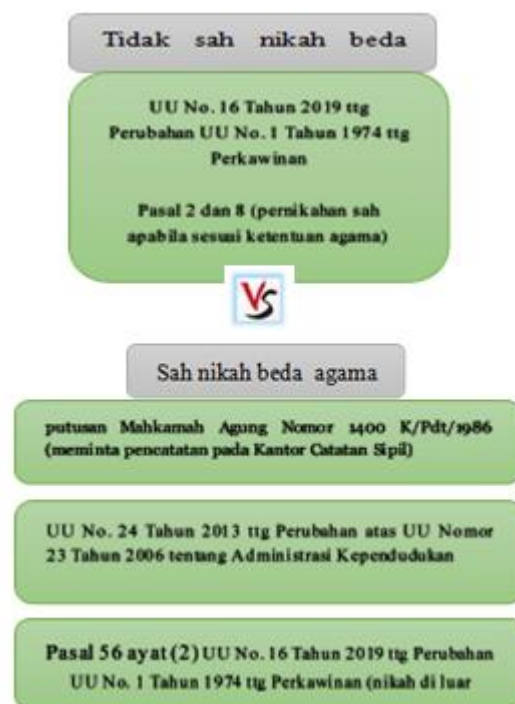 Tidak sah nikah beda
UU No. 16 Tahun 2019 ttg
Perubahan UU No. 1 Tahun 1974 ttg
Perkawinan
Pasal 2 dan 8 (pernikahan sah
apabila sesuai ketentuan agama)
VS
Sah nikah beda agama
putusan Mahkamah Agung Nomor 1400 K/Pdt/1986
(meminta pencatatan pada Kantor Catatan Sipil)
UU No. 24 Tahun 2013 ttg Perubahan atas UU Nomor
23 Tahun 2006 tentang Administrasi Kependudukan
Pasal 56 ayat (2) UU No. 16 Tahun 2019 ttg Perubahan
UU No. 1 Tahun 1974 ttg Perkawinan (nikah di luar